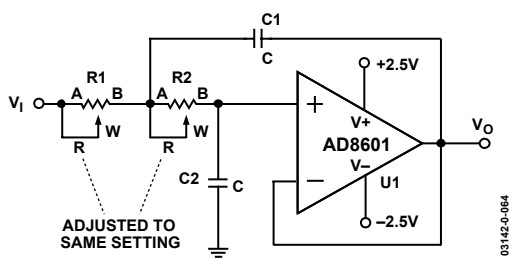 C1
C
R1
R2
A
B
A
B
V_I
W
W
R
R
+2.5V
V+
+
AD8601
–
V–
U1
V_O
C2
C
–2.5V
ADJUSTED TO
SAME SETTING
03142-0-064